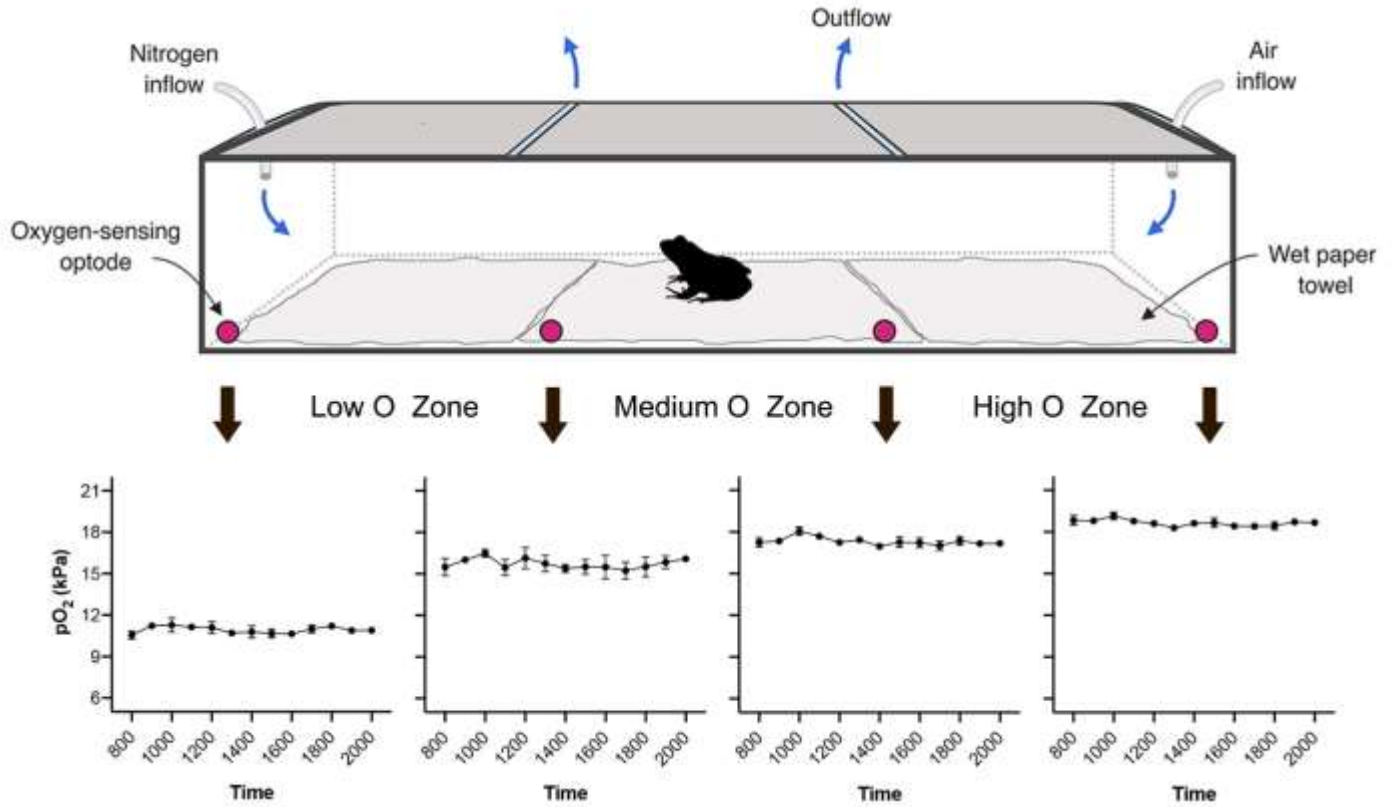 Outflow
Nitrogen
inflow
Air
inflow
Oxygen-sensing
optode
Wet paper
towel
Low O Zone
Medium O Zone
High O Zone
pO2 (kPa)
21
18
15
12
9
6
800 1000 1200 1400 1600 1800 2000
800 1000 1200 1400 1600 1800 2000
800 1000 1200 1400 1600 1800 2000
800 1000 1200 1400 1600 1800 2000
Time
Time
Time
Time